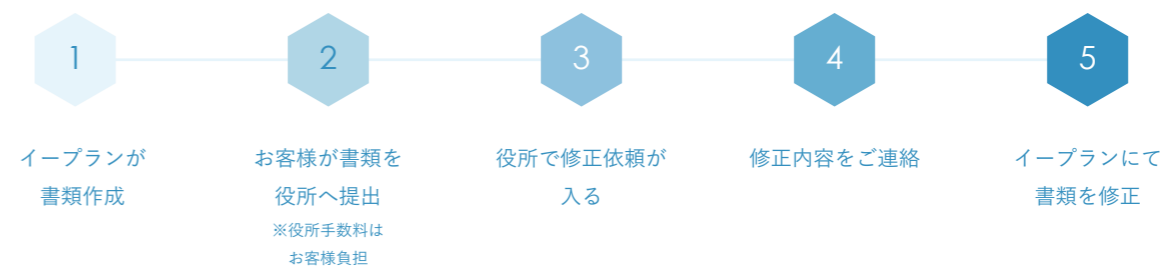 1
イープランが
書類作成
2
お客様が書類を
役所へ提出
※役所手数料は
お客様負担
3
役所で修正依頼が
入る
4
修正内容をご連絡
5
イープランにて
書類を修正